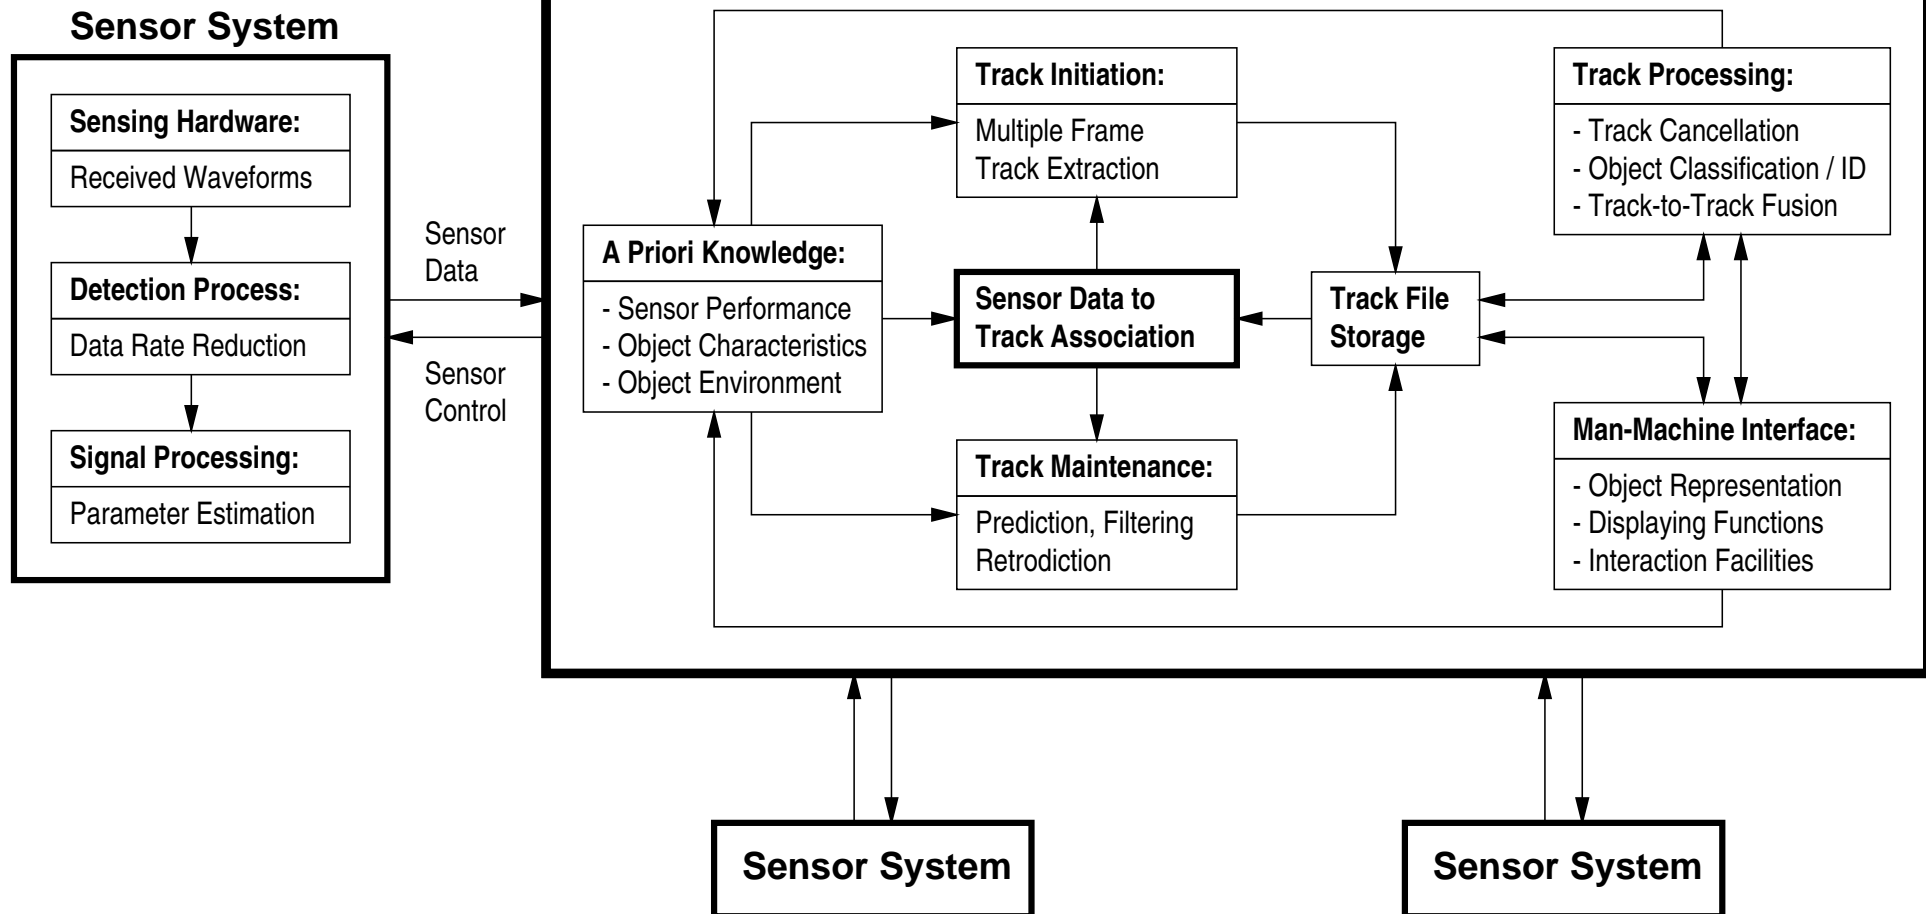 Sensor System
Sensing Hardware:
Received Waveforms
Detection Process:
Data Rate Reduction
Signal Processing:
Parameter Estimation
Sensor
Data
Sensor
Control
A Priori Knowledge:
- Sensor Performance
- Object Characteristics
- Object Environment
Track Initiation:
Multiple Frame
Track Extraction
Sensor Data to
Track Association
Track Maintenance:
Prediction, Filtering
Retrodiction
Track File
Storage
Track Processing:
- Track Cancellation
- Object Classification / ID
- Track-to-Track Fusion
Man-Machine Interface:
- Object Representation
- Displaying Functions
- Interaction Facilities
Sensor System
Sensor System